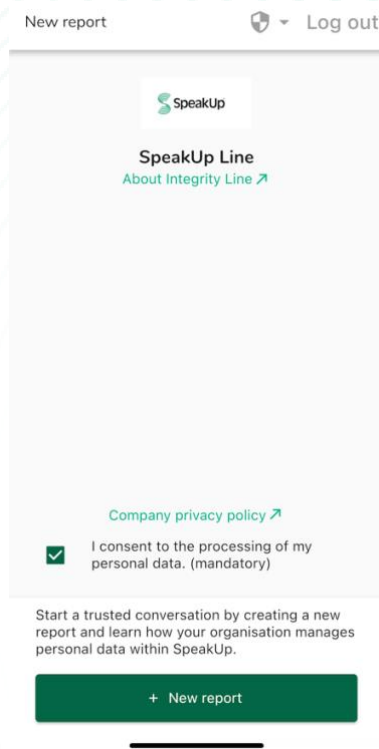 New report
Log out
SpeakUp
SpeakUp Line
About Integrity Line
Company privacy policy
I consent to the processing of my
personal data. (mandatory)
Start a trusted conversation by creating a new
report and learn how your organisation manages
personal data within SpeakUp.
+ New report